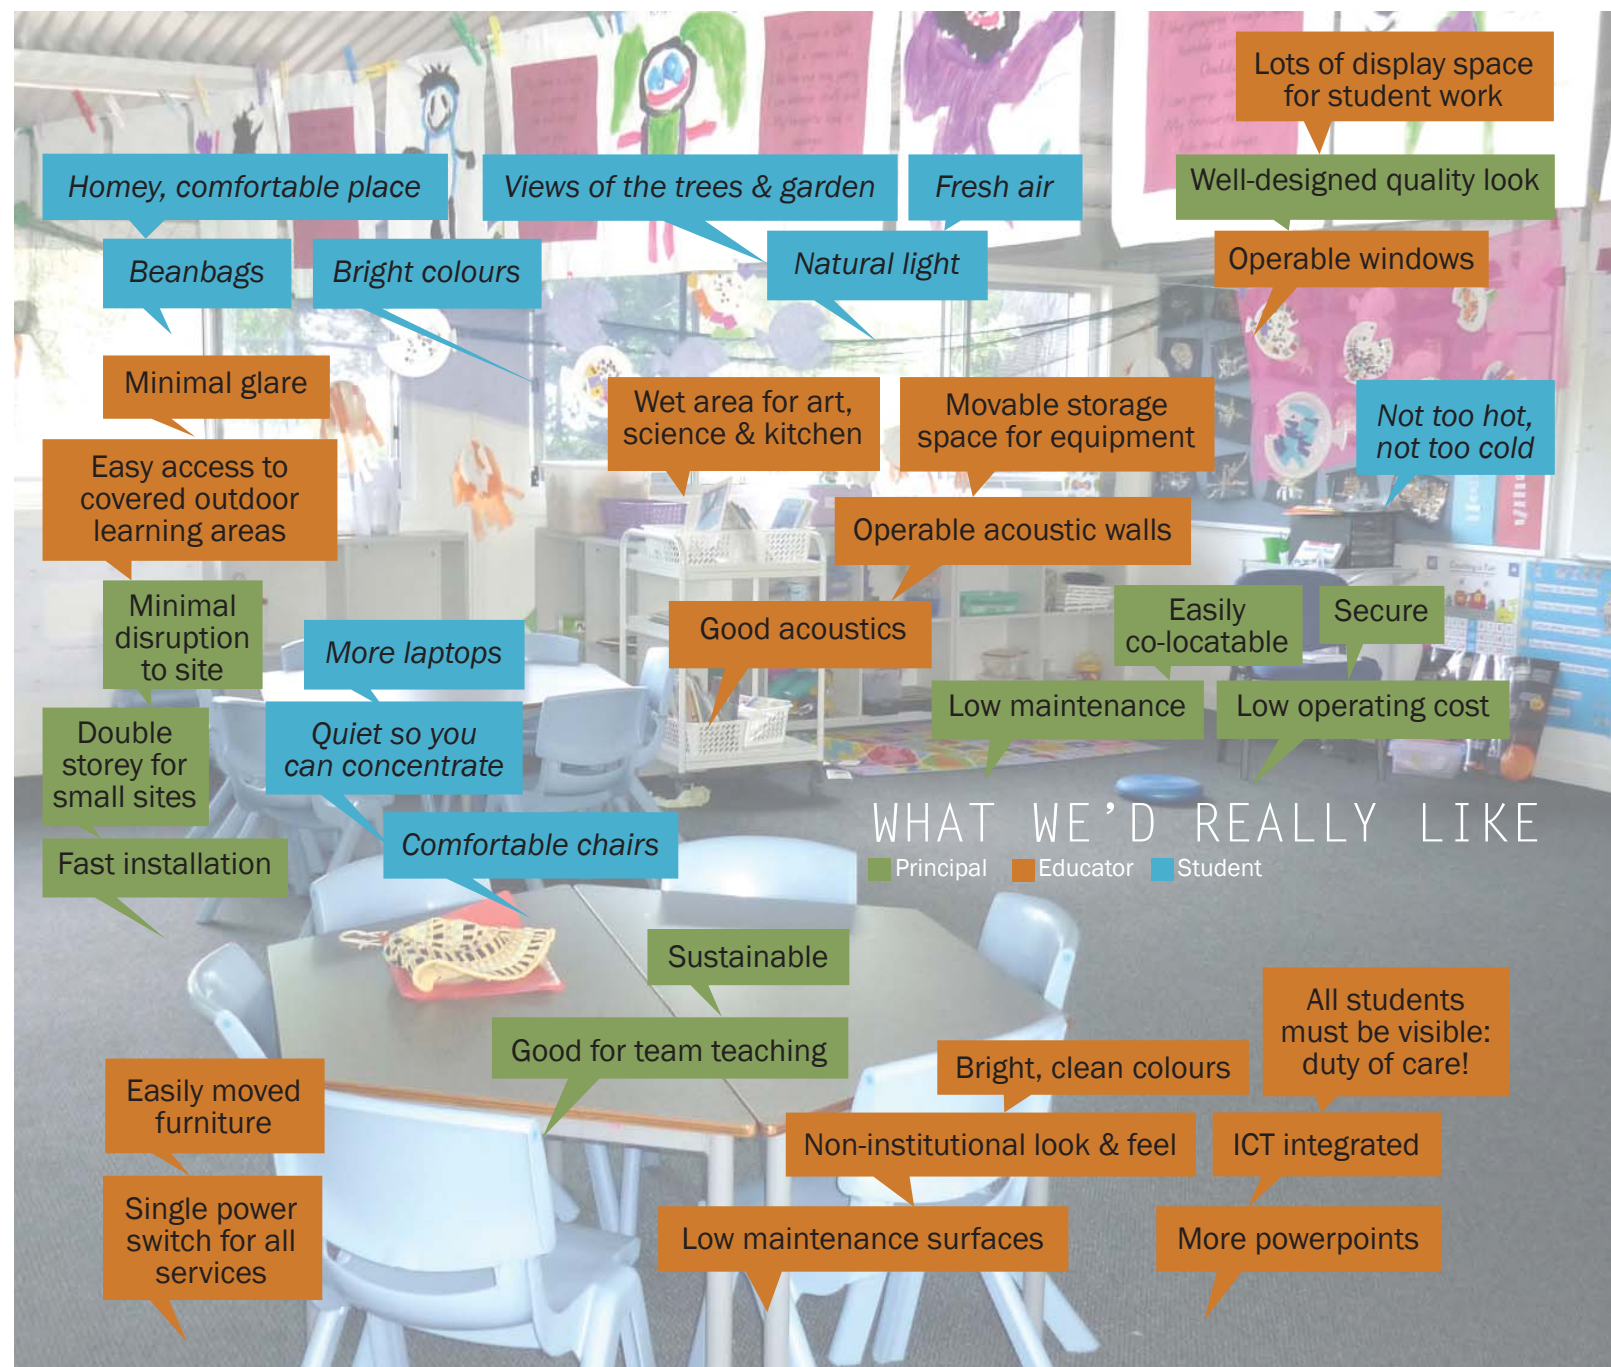 Lots of display space
for student work
Homey, comfortable place
Views of the trees & garden
Fresh air
Well-designed quality look
Beanbags
Bright colours
Natural light
Operable windows
Minimal glare
Wet area for art,
science & kitchen
Movable storage
space for equipment
Not too hot,
not too cold
Easy access to
covered outdoor
learning areas
Operable acoustic walls
Minimal
disruption
to site
More laptops
Good acoustics
Easily
co-locatable
Secure
Low maintenance
Low operating cost
Double
storey for
small sites
Quiet so you
can concentrate
WHAT WE'D REALLY LIKE
Principal
Educator
Student
Fast installation
Comfortable chairs
Sustainable
All students
must be visible:
duty of care!
Good for team teaching
Bright, clean colours
Easily moved
furniture
Non-institutional look & feel
ICT integrated
Single power
switch for all
services
Low maintenance surfaces
More powerpoints